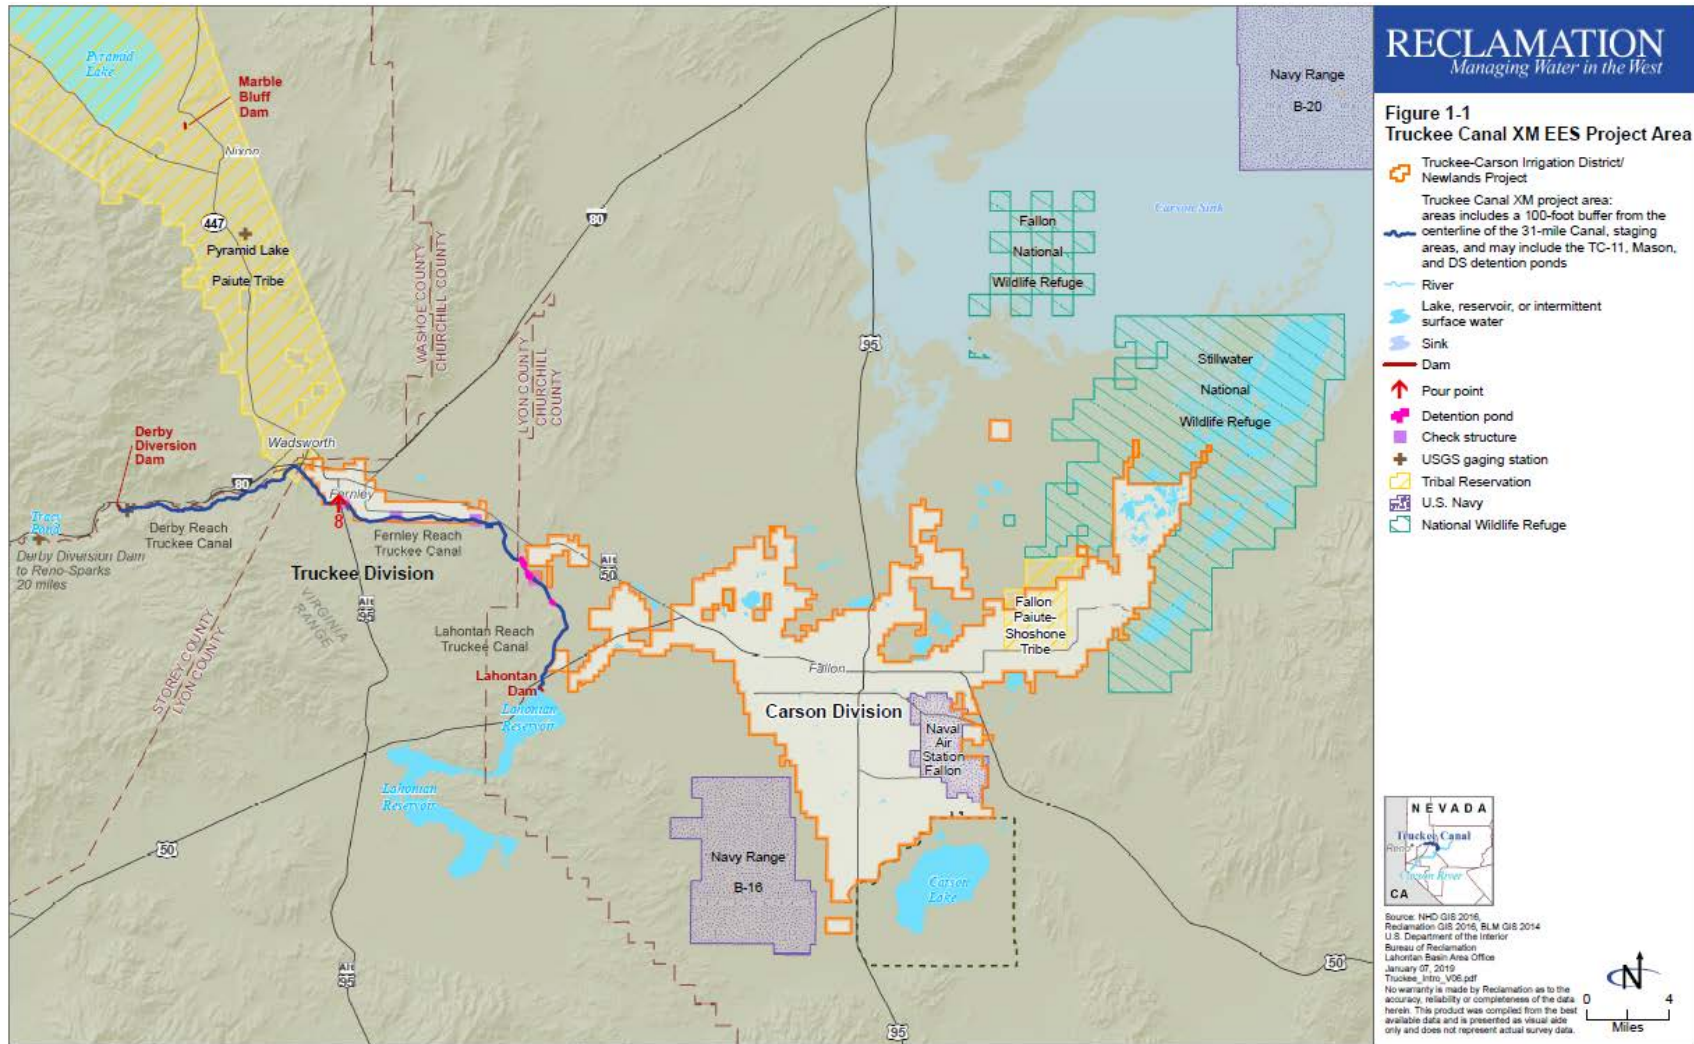 Pyramid
Lake
Marble
Bluff
Dam
Nixon
447
Pyramid Lake
Paiute Tribe
WASHOE COUNTY
CHURCHILL COUNTY
80
LYON COUNTY
CHURCHILL
COUNTY
95
Navy Range
B-20
Carson Sink
Fallon
National
Wildlife Refuge
Stillwater
National
Wildlife Refuge
Wadsworth
Derby
Diversion
Dam
80
Fernley
8
Tracy
Pond
Derby Reach
Truckee Canal
Fernley Reach
Truckee Canal
Derby Diversion Dam
to Reno-Sparks
20 miles
Truckee Division
VIRGINIA
RANGE
Alt
95
Alt
50
STOREY COUNTY
LYON COUNTY
Lahontan Reach
Truckee Canal
Fallon
Paiute-
Shoshone
Tribe
Fallon
Lahontan
Dam
Lahontan
Reservoir
Carson Division
Naval
Air
Station
Fallon
Lahontan
Reservoir
50
Navy Range
B-16
Carson
Lake
Alt
95
50
95
RECLAMATION
Managing Water in the West
Figure 1-1
Truckee Canal XM EES Project Area
Truckee-Carson Irrigation District/
Newlands Project
Truckee Canal XM project area:
areas includes a 100-foot buffer from the
centerline of the 31-mile Canal, staging
areas, and may include the TC-11, Mason,
and DS detention ponds
River
Lake, reservoir, or intermittent
surface water
Sink
Dam
Pour point
Detention pond
Check structure
USGS gaging station
Tribal Reservation
U.S. Navy
National Wildlife Refuge
NEVADA
Truckee Canal
Reno
Carson River
CA
Source: NHD GIS 2016,
Reclamation GIS 2016, BLM GIS 2014
U.S. Department of the Interior
Bureau of Reclamation
Lahontan Basin Area Office
January 07, 2019
Truckee_Intro_V06.pdf
No warranty is made by Reclamation as to the
accuracy, reliability or completeness of the data
herein. This product was compiled from the best
available data and is presented as visual aide
only and does not represent actual survey data.
N
0 4
Miles